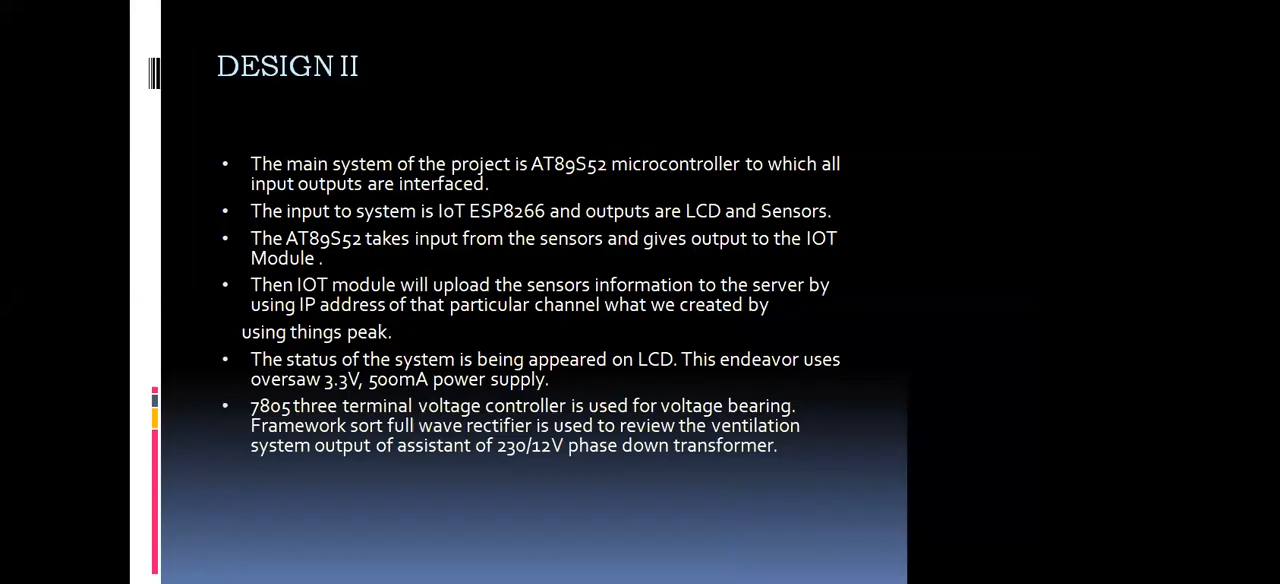 DESIGN II
• The main system of the project is AT89S52 microcontroller to which all
input outputs are interfaced.
• The input to system is IoT ESP8266 and outputs are LCD and Sensors.
• The AT89S52 takes input from the sensors and gives output to the IOT
Module .
• Then IOT module will upload the sensors information to the server by
using IP address of that particular channel what we created by
using things peak.
• The status of the system is being appeared on LCD. This endeavor uses
oversaw 3.3V, 500mA power supply.
• 7805 three terminal voltage controller is used for voltage bearing.
Framework sort full wave rectifier is used to review the ventilation
system output of assistant of 230/12V phase down transformer.